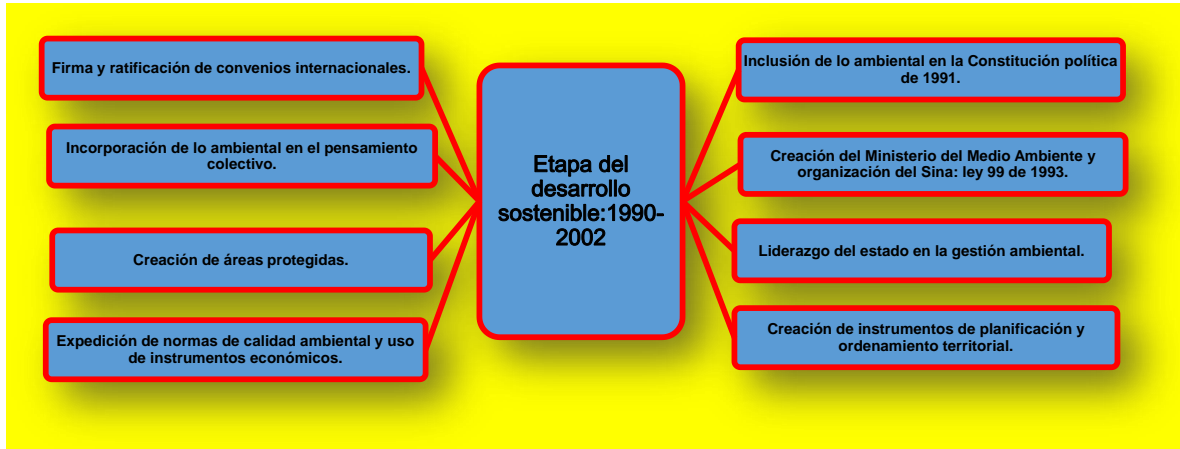 Firma y ratificación de convenios internacionales.
Incorporación de lo ambiental en el pensamiento
colectivo.
Creación de áreas protegidas.
Expedición de normas de calidad ambiental y uso
de instrumentos económicos.
Etapa del
desarrollo
sostenible:1990-
2002
Inclusión de lo ambiental en la Constitución política
de 1991.
Creación del Ministerio del Medio Ambiente y
organización del Sina: ley 99 de 1993.
Liderazgo del estado en la gestión ambiental.
Creación de instrumentos de planificación y
ordenamiento territorial.